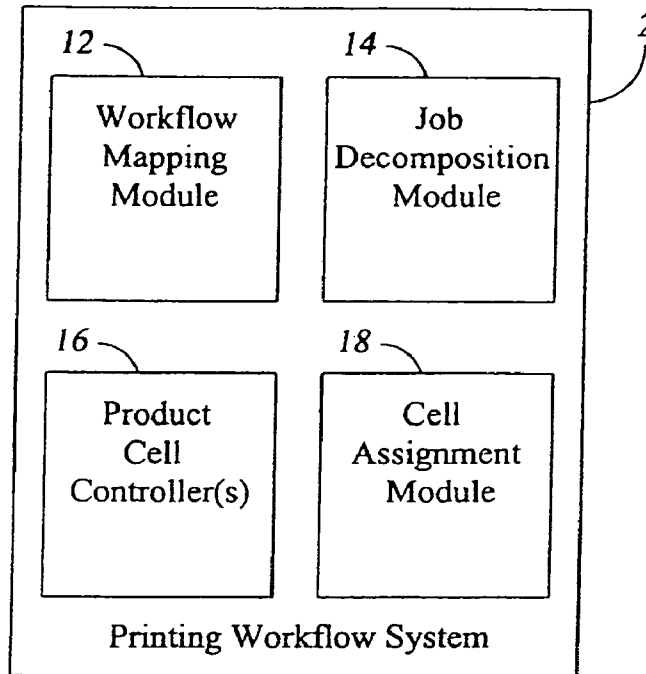 12
14
2
Workflow
Mapping
Module
Job
Decomposition
Module
16
18
Product
Cell
Controller(s)
Cell
Assignment
Module
Printing Workflow System